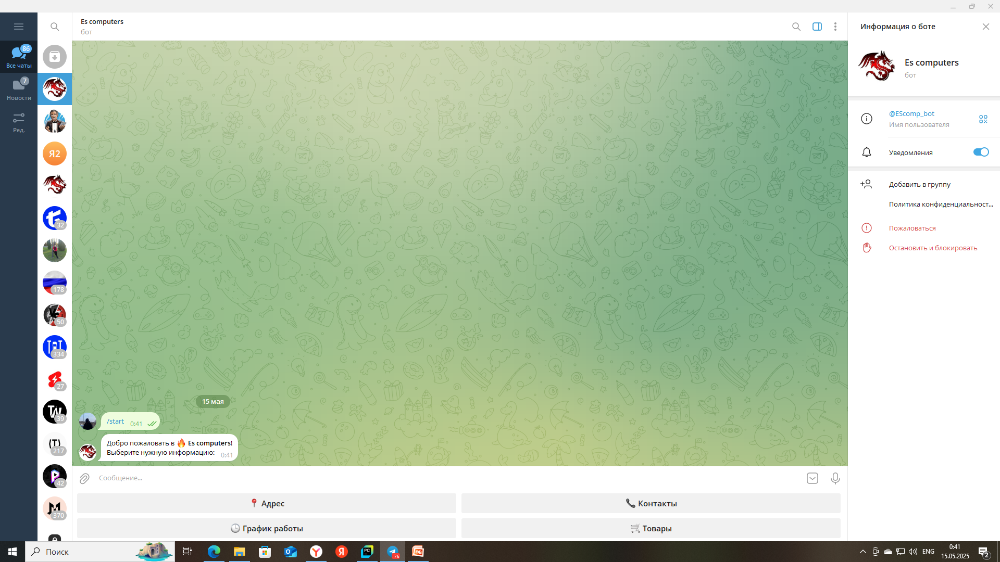 Es computers
бот
Информация о боте
86
Все чаты
7
Новости
Ред.
Я2
32
178
50
334
27
TW
39
(T)
217
42
370
Es computers
бот
@EScomp_bot
Имя пользователя
Уведомления
Добавить в группу
Политика конфиденциальност...
Пожаловаться
Остановить и блокировать
15 мая
/start 0:41
Добро пожаловать в 🔥 Es computers!
Выберите нужную информацию: 0:41
Сообщение...
📍 Адрес
📞 Контакты
🕒 График работы
🛒 Товары
Поиск
PC
.76
ENG
0:41
15.05.2025
2